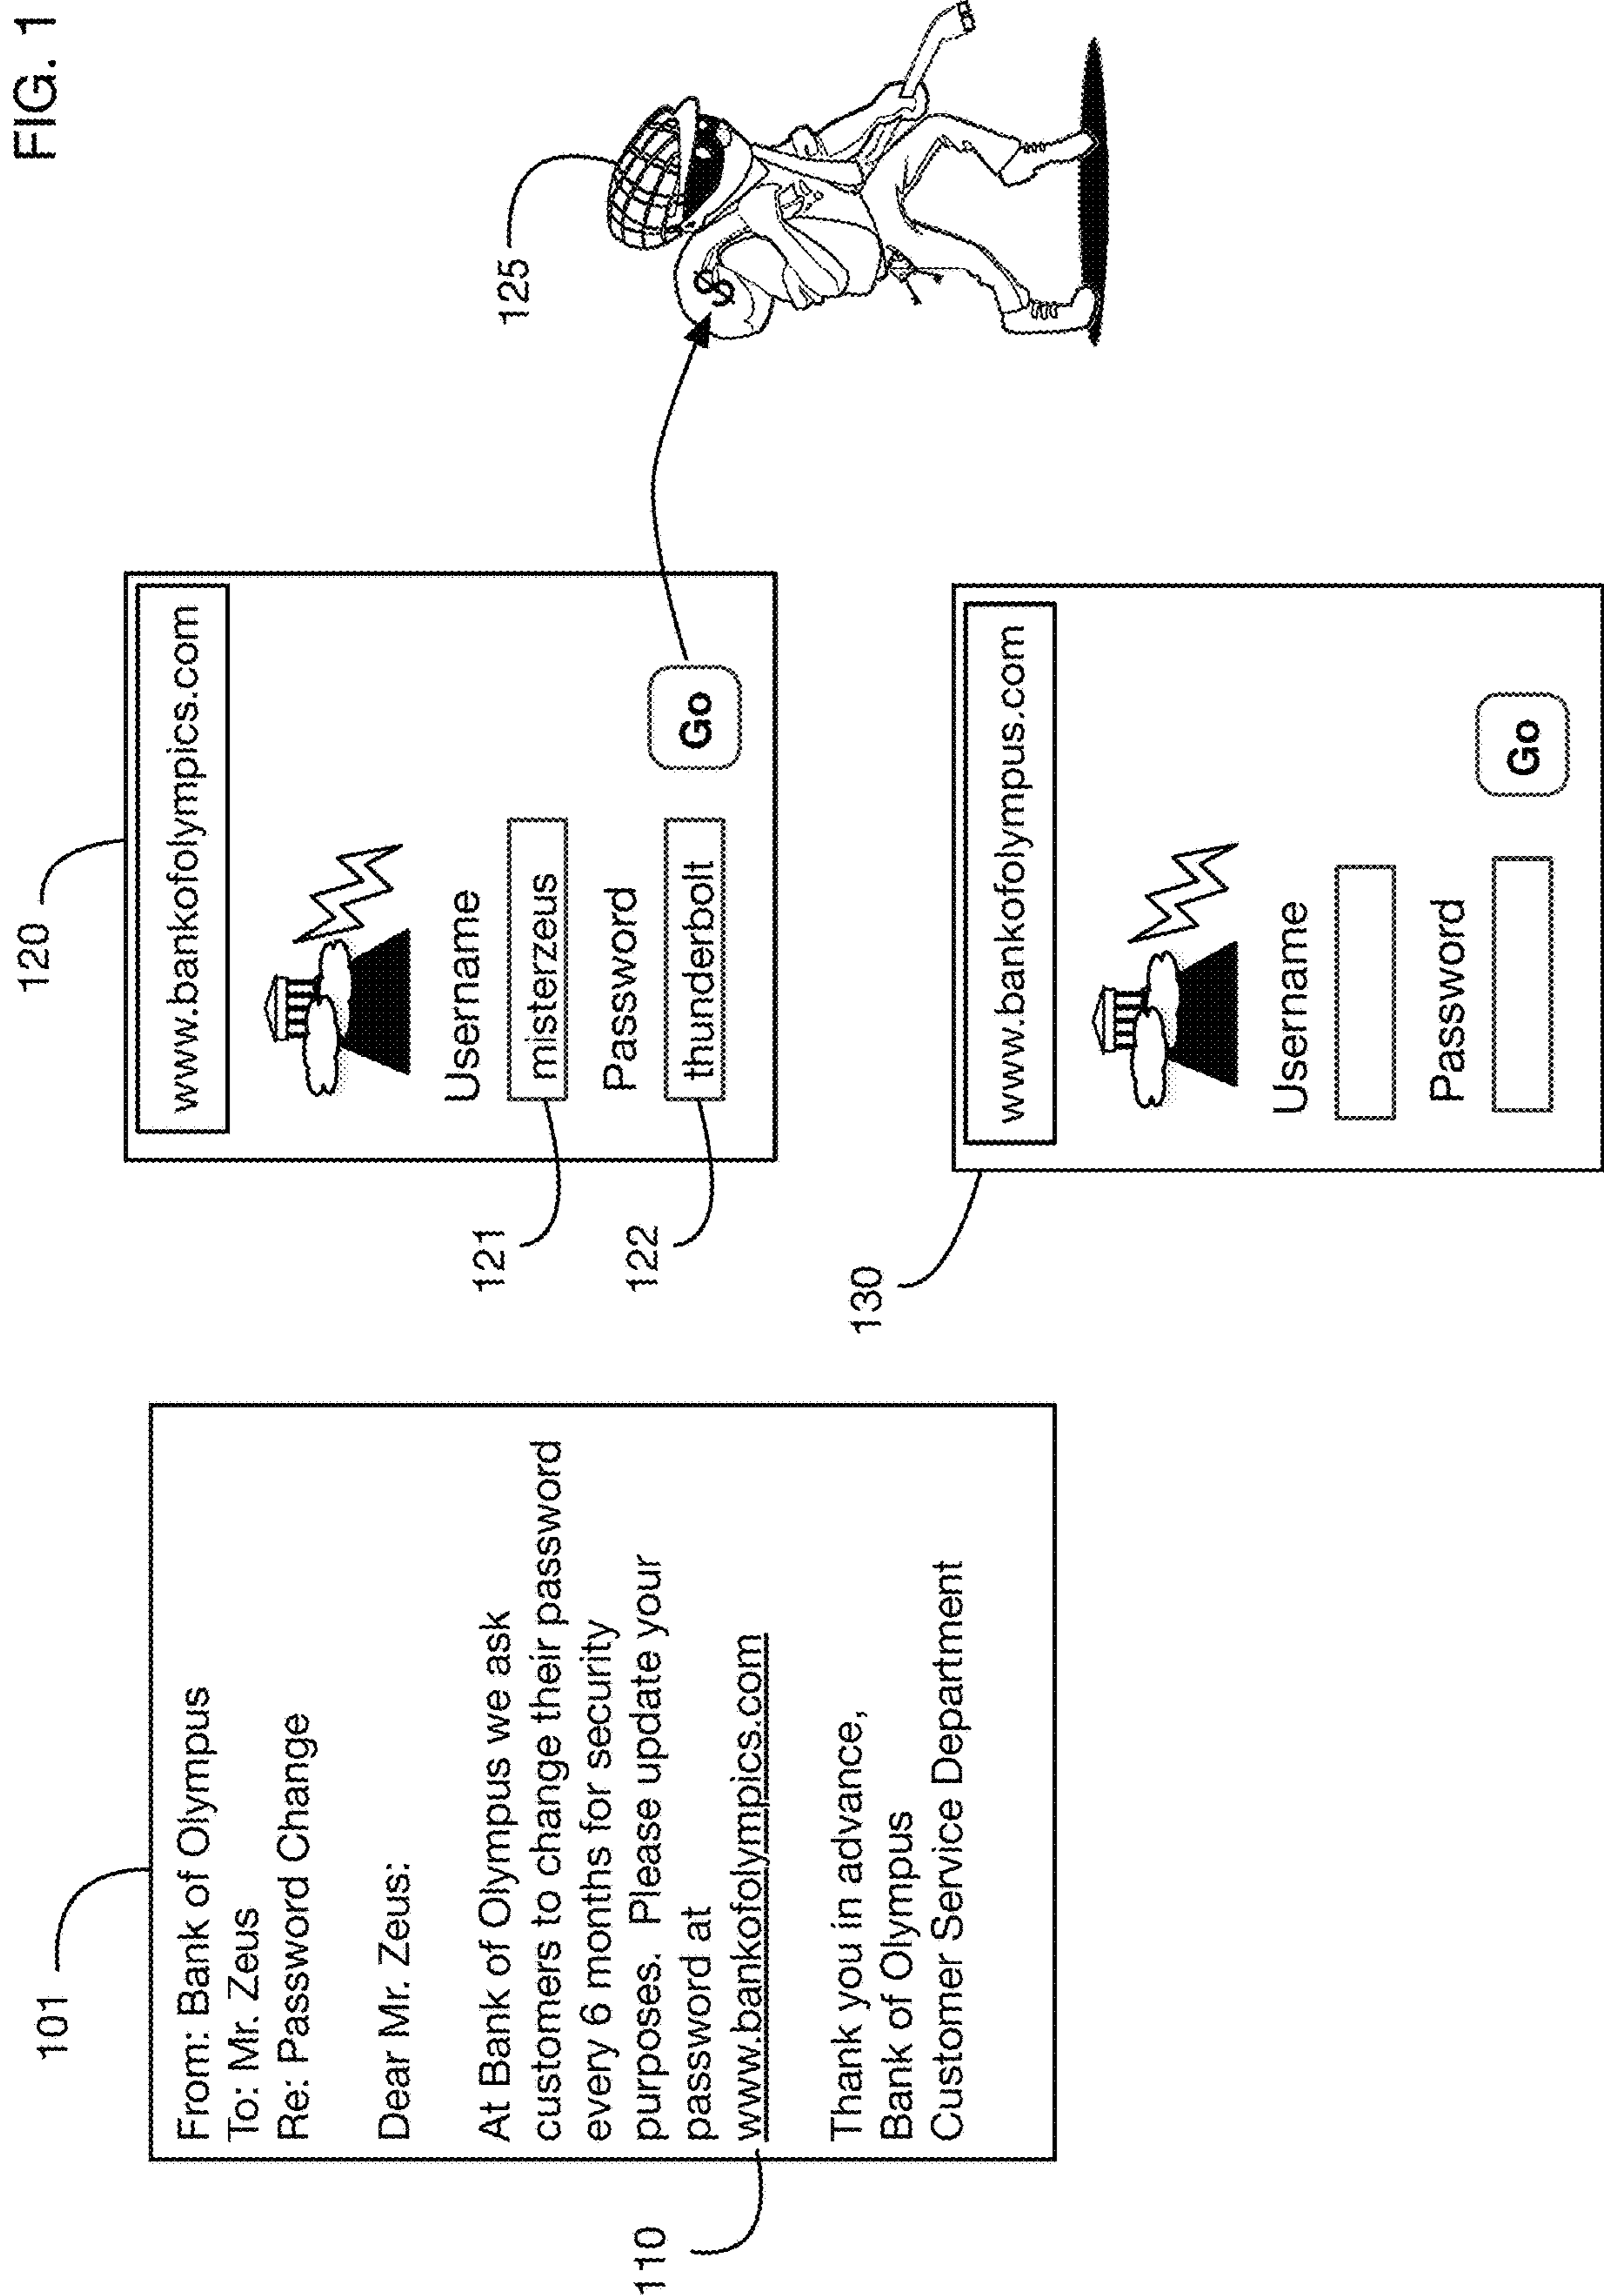 FIG. 1
101
From: Bank of Olympus
To: Mr. Zeus
Re: Password Change
Dear Mr. Zeus:
At Bank of Olympus we ask
customers to change their password
every 6 months for security
purposes.  Please update your
password at
www.bankofolympics.com
Thank you in advance,
Bank of Olympus
Customer Service Department
110
120
www.bankofolympics.com
Username
misterzeus
Password
thunderbolt
Go
121
122
125
$
130
www.bankofolympus.com
Username
Password
Go